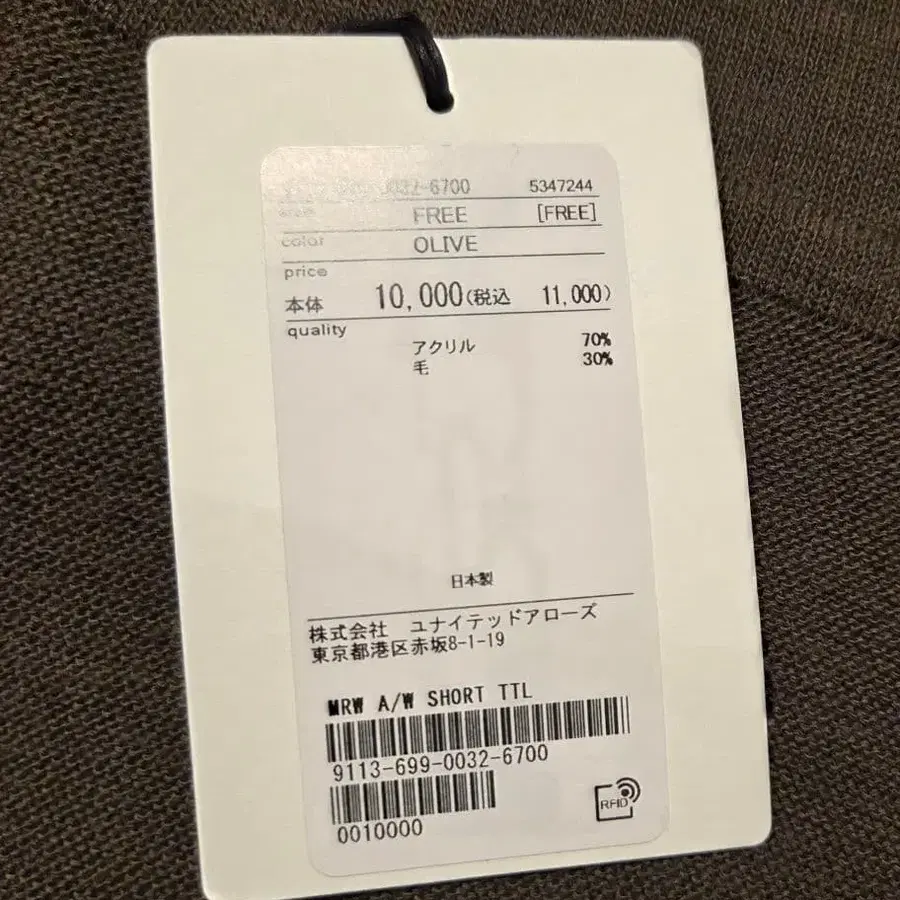 0032-6700 5347244
size FREE [FREE]
color OLIVE
price
本体 10,000(税込 11,000)
quality
アクリル 70%
毛 30%
日本製
株式会社 ユナイテッドアローズ
東京都港区赤坂8-1-19
MRW A/W SHORT TTL
9113-699-0032-6700
0010000
RFID